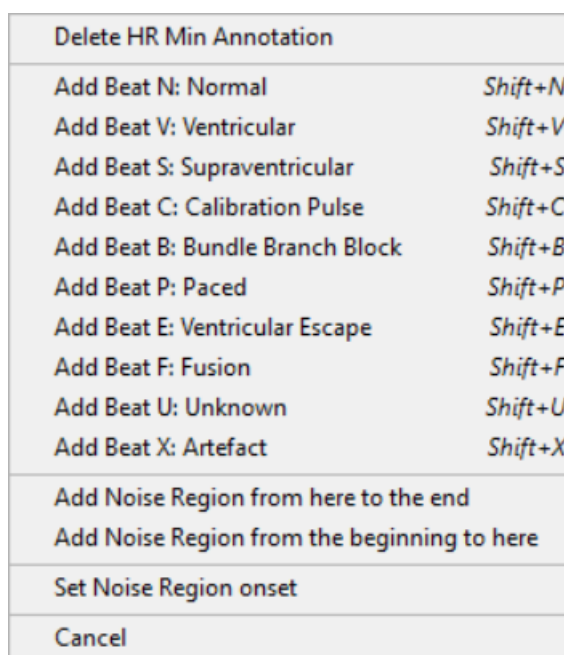 Delete HR Min Annotation
Add Beat N: Normal Shift+N
Add Beat V: Ventricular Shift+V
Add Beat S: Supraventricular Shift+S
Add Beat C: Calibration Pulse Shift+C
Add Beat B: Bundle Branch Block Shift+B
Add Beat P: Paced Shift+P
Add Beat E: Ventricular Escape Shift+E
Add Beat F: Fusion Shift+F
Add Beat U: Unknown Shift+U
Add Beat X: Artefact Shift+X
Add Noise Region from here to the end
Add Noise Region from the beginning to here
Set Noise Region onset
Cancel